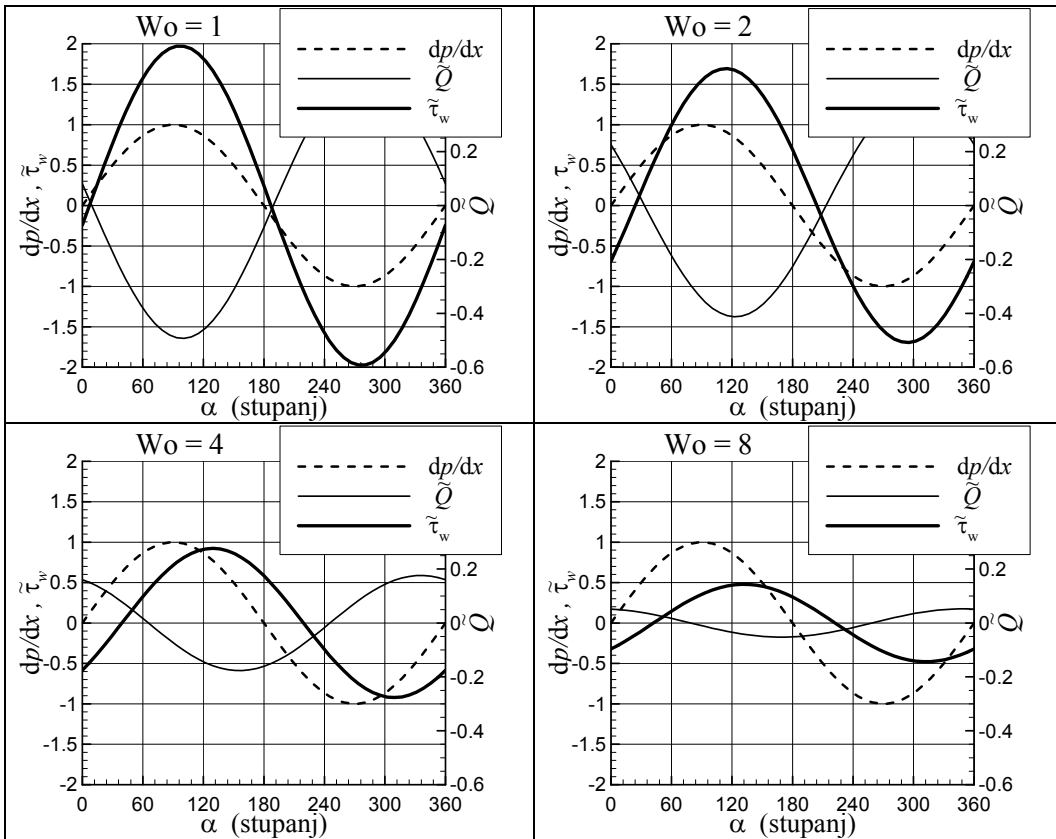 Wo = 1
dp/dx
Q̃
τ̃w
2
1.5
1
0.5
0
-0.5
-1
-1.5
-2
dp/dx , τ̃w
0.2
0
-0.2
-0.4
-0.6
Q̃
0 60 120 180 240 300 360
α (stupanj)
Wo = 2
dp/dx
Q̃
τ̃w
2
1.5
1
0.5
0
-0.5
-1
-1.5
-2
dp/dx , τw
0.2
0
-0.2
-0.4
-0.6
Q̃
0 60 120 180 240 300 360
α (stupanj)
Wo = 4
dp/dx
Q̃
τ̃w
2
1.5
1
0.5
0
-0.5
-1
-1.5
-2
dp/dx , τ̃w
0.2
0
-0.2
-0.4
-0.6
Q̃
0 60 120 180 240 300 360
α (stupanj)
Wo = 8
dp/dx
Q̃
τ̃w
2
1.5
1
0.5
0
-0.5
-1
-1.5
-2
dp/dx , τ̃w
0.2
0
-0.2
-0.4
-0.6
Q̃
0 60 120 180 240 300 360
α (stupanj)